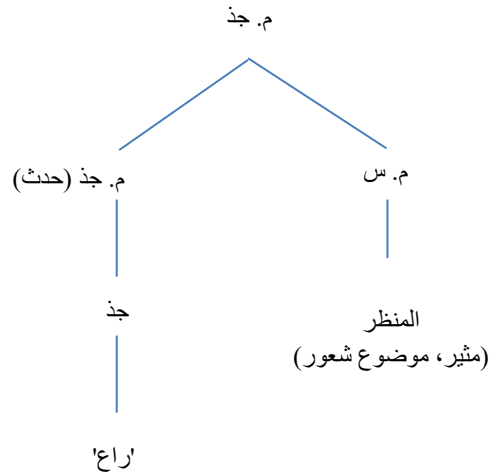 م. جذ
م. س
م. جذ (حدث)
المنظر
(مثير، موضوع شعور)
جذ
'راع'